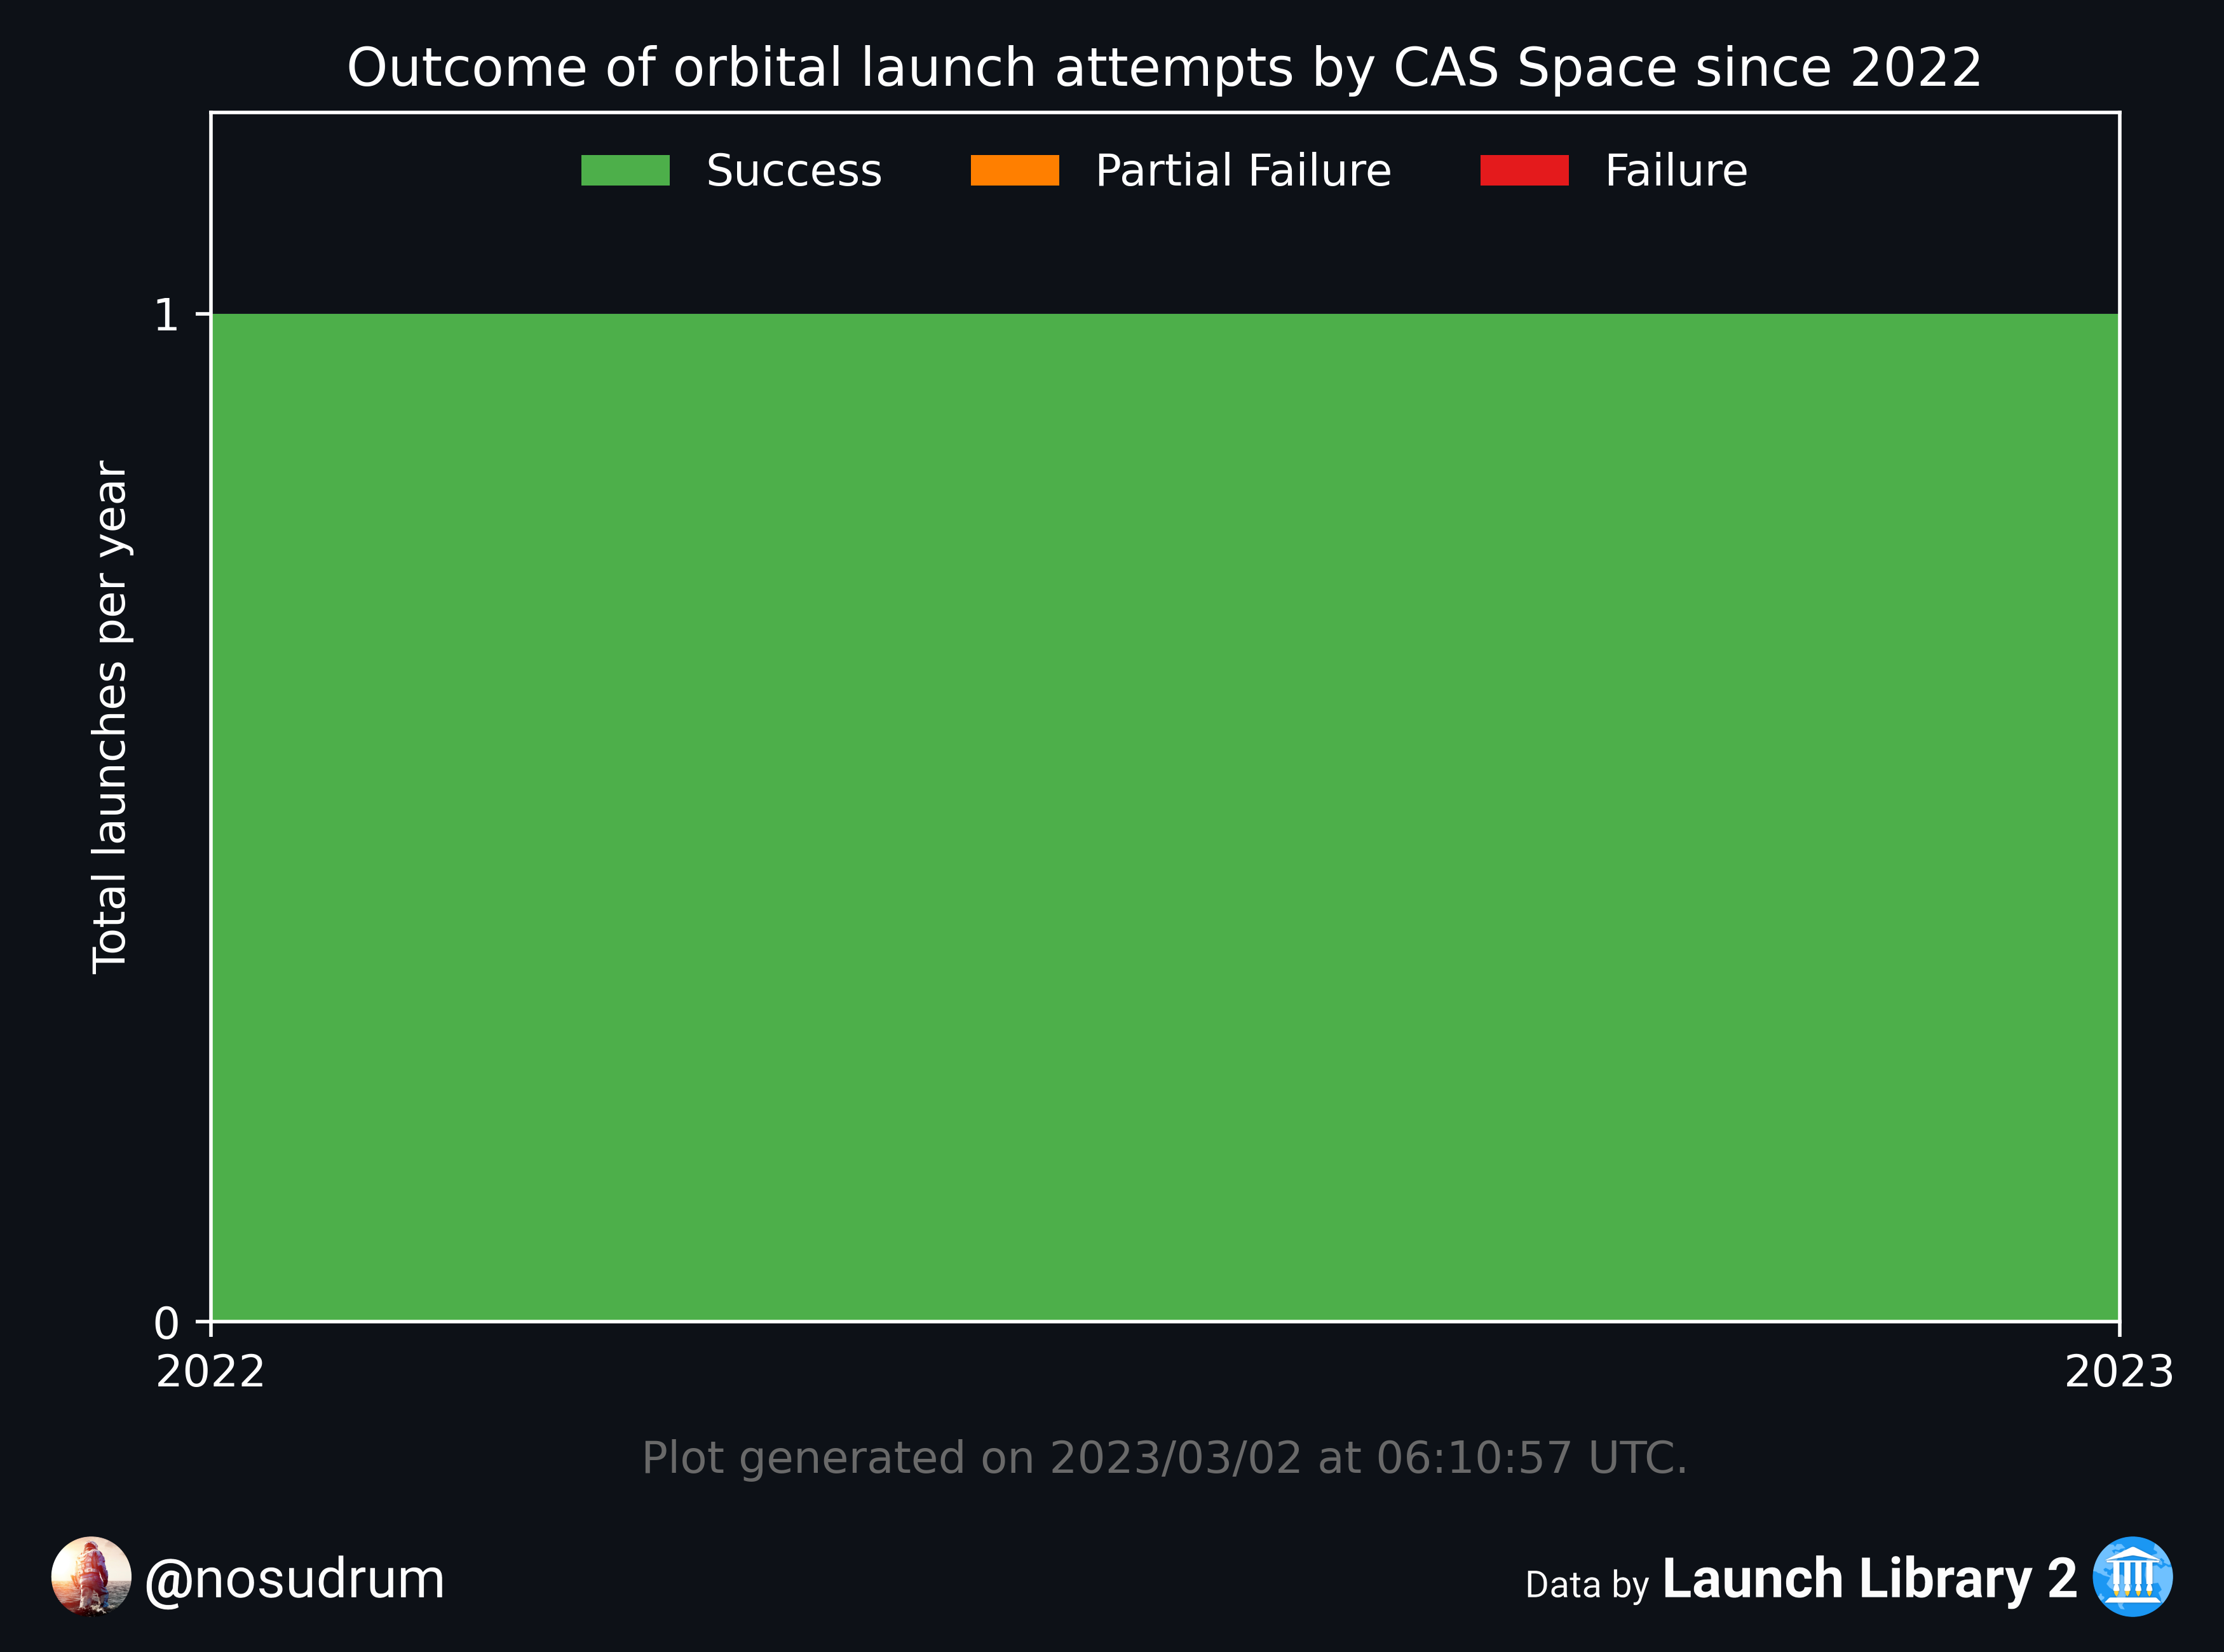 Outcome of orbital launch attempts by CAS Space since 2022
Success Partial Failure Failure
1
Total launches per year
0
2022 2023
Plot generated on 2023/03/02 at 06:10:57 UTC.
@nosudrum Data by Launch Library 2